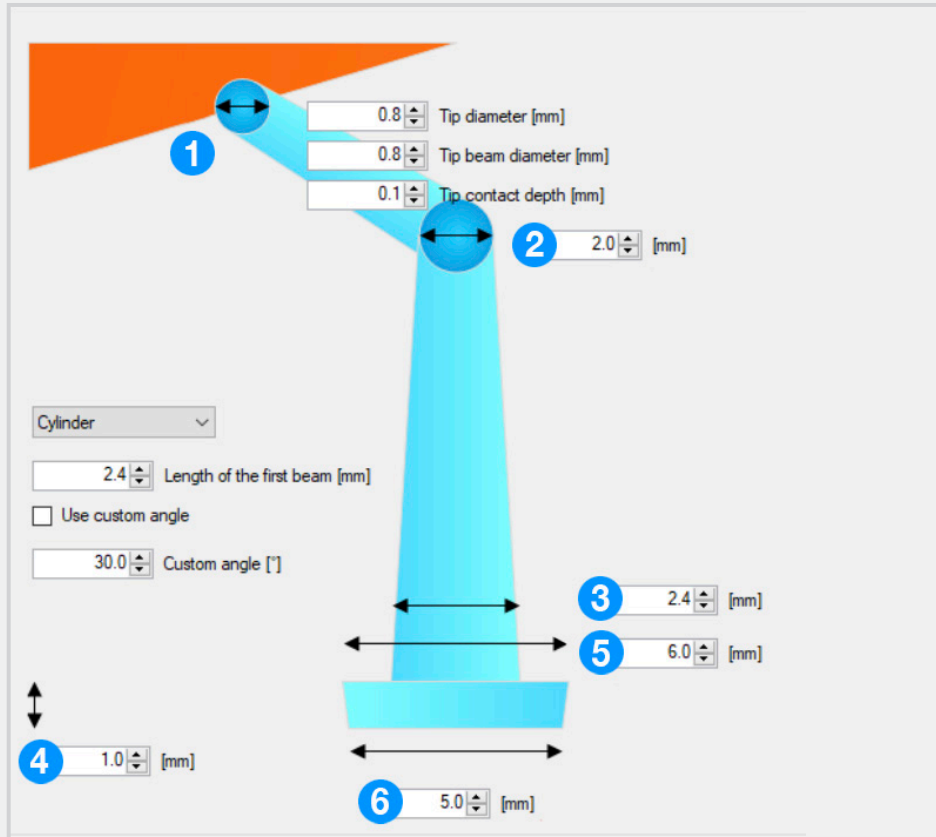 0.8 Tip diameter [mm]
1
0.8 Tip beam diameter [mm]
0.1 Tip contact depth [mm]
2 2.0 [mm]
Cylinder
2.4 Length of the first beam [mm]
Use custom angle
30.0 Custom angle [°]
3 2.4 [mm]
5 6.0 [mm]
4 1.0 [mm]
6 5.0 [mm]